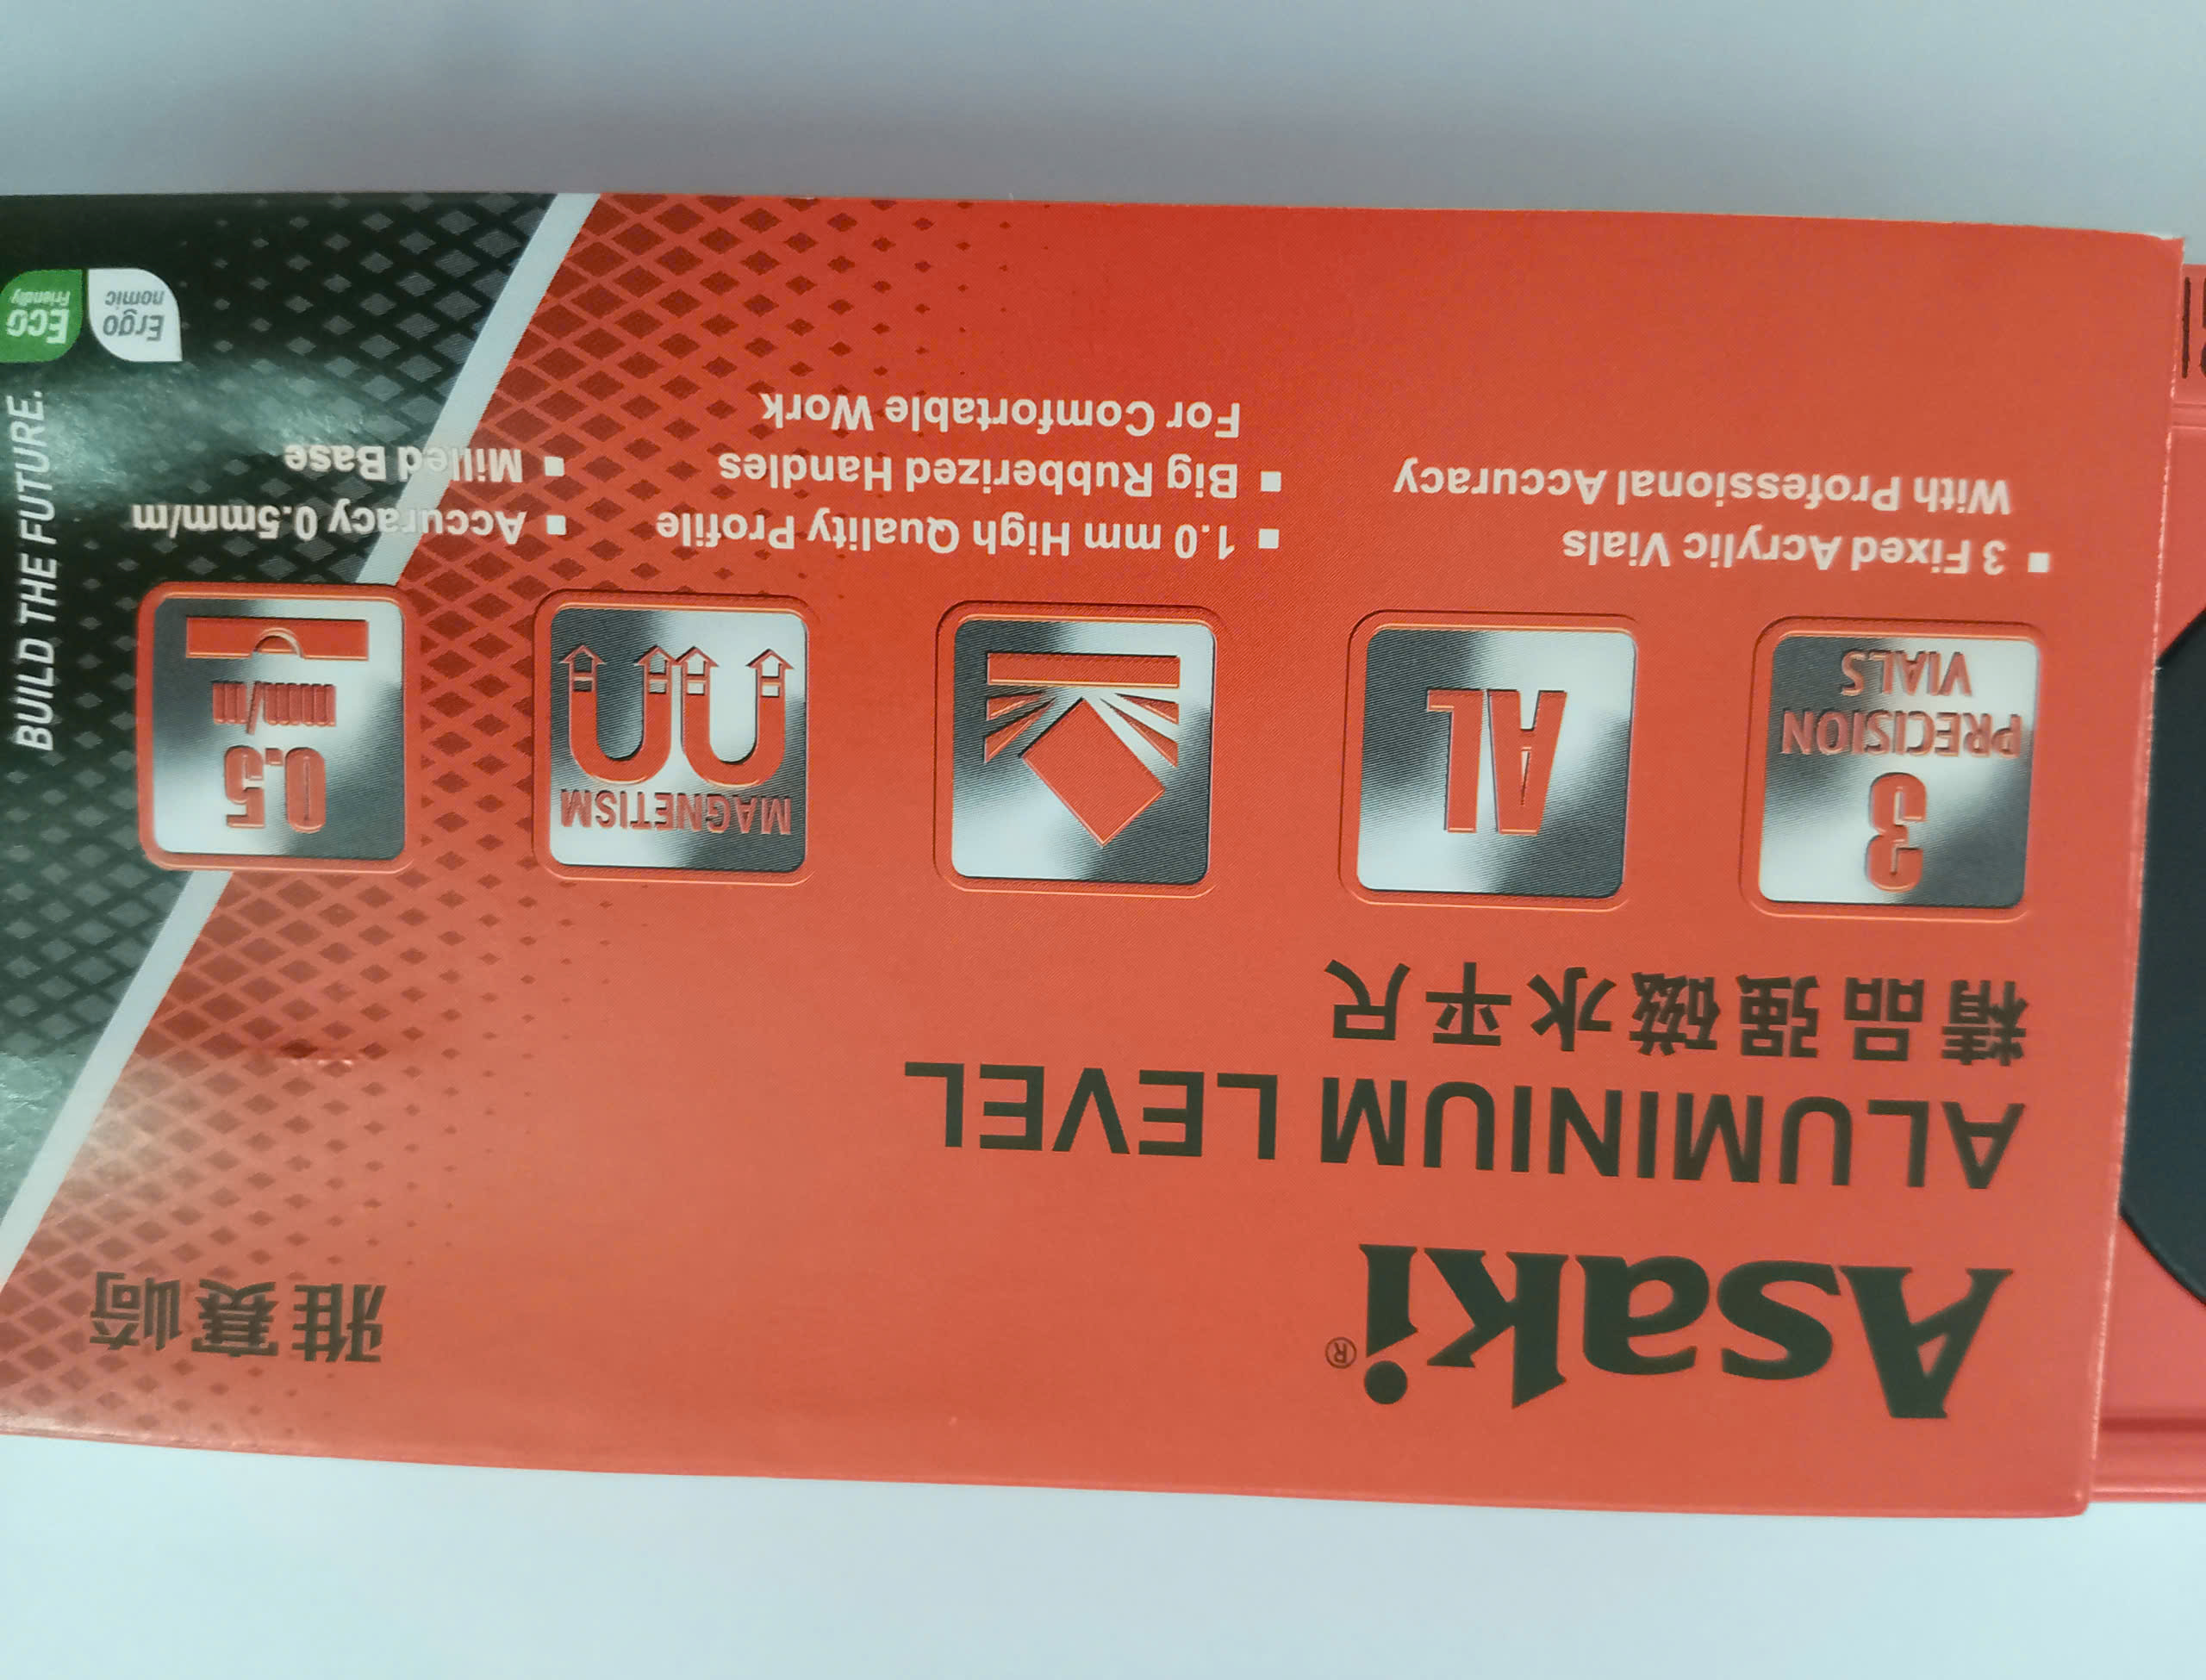 Asaki®
雅赛崎
ALUMINIUM LEVEL
精品强磁水平尺
3
PRECISION
VIALS
AL
MAGNETISM
0.5
mm/m
▪ 3 Fixed Acrylic Vials
With Professional Accuracy
▪ 1.0 mm High Quality Profile
▪ Big Rubberized Handles
For Comfortable Work
▪ Accuracy 0.5mm/m
▪ Milled Base
BUILD THE FUTURE.
Ergo
nomic
Eco
Friendly